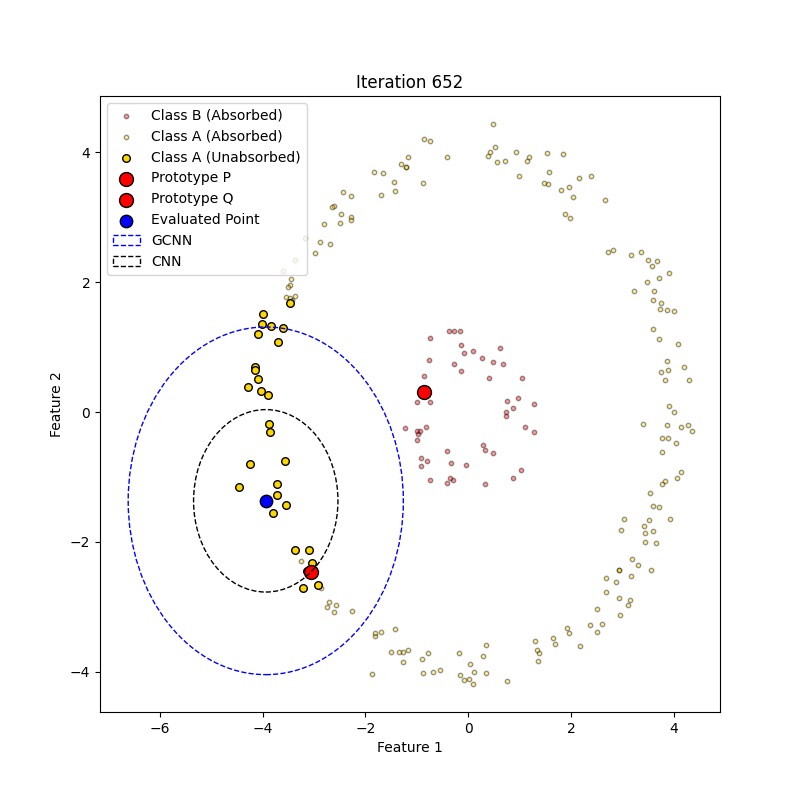 Iteration 652
Class B (Absorbed)
Class A (Absorbed)
Class A (Unabsorbed)
Prototype P
Prototype Q
Evaluated Point
GCNN
CNN
4
2
0
−2
−4
Feature 2
−6 −4 −2 0 2 4
Feature 1